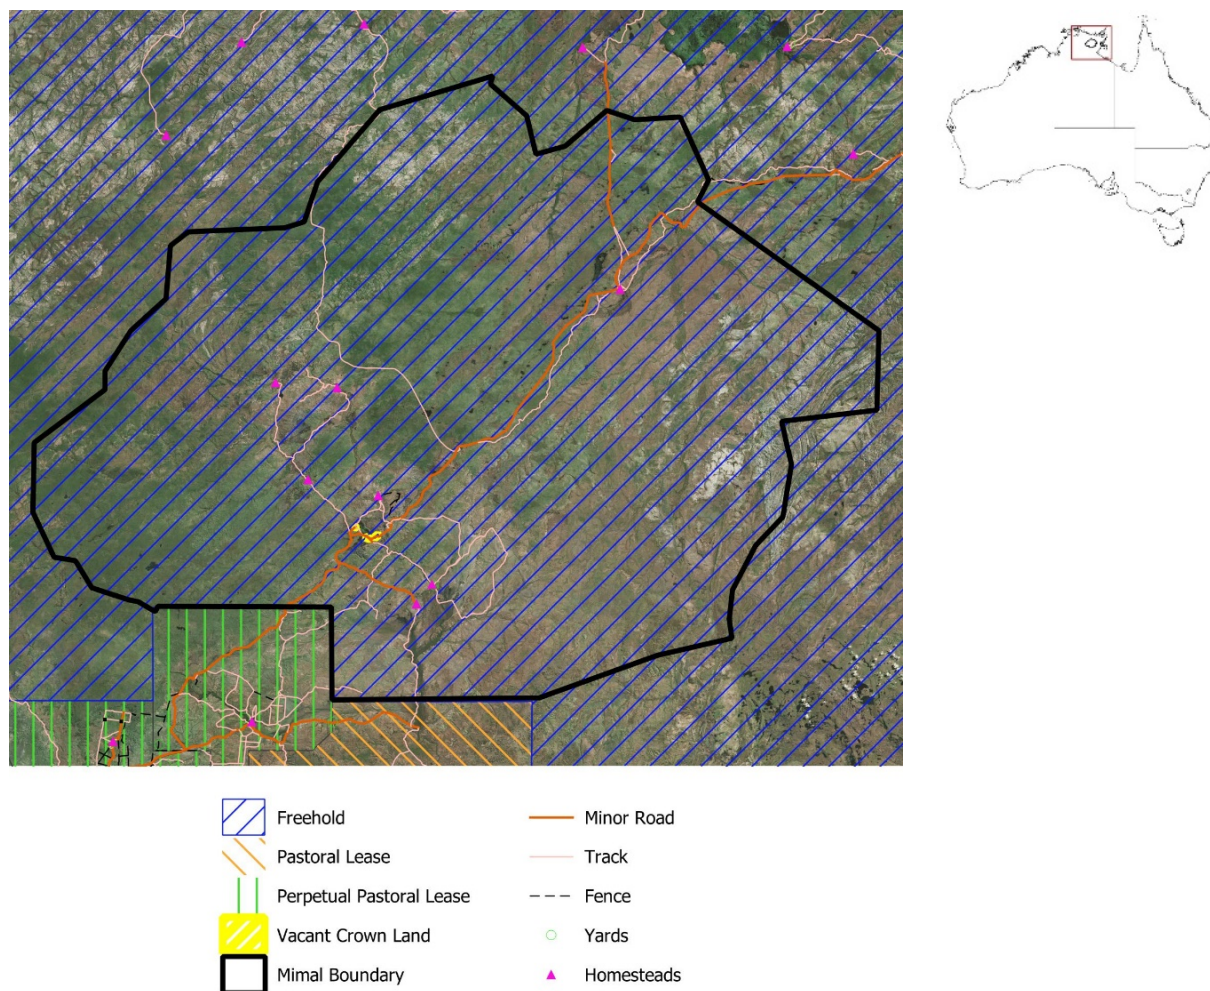 Freehold
Pastoral Lease
Perpetual Pastoral Lease
Vacant Crown Land
Mimal Boundary
Minor Road
Track
Fence
Yards
Homesteads